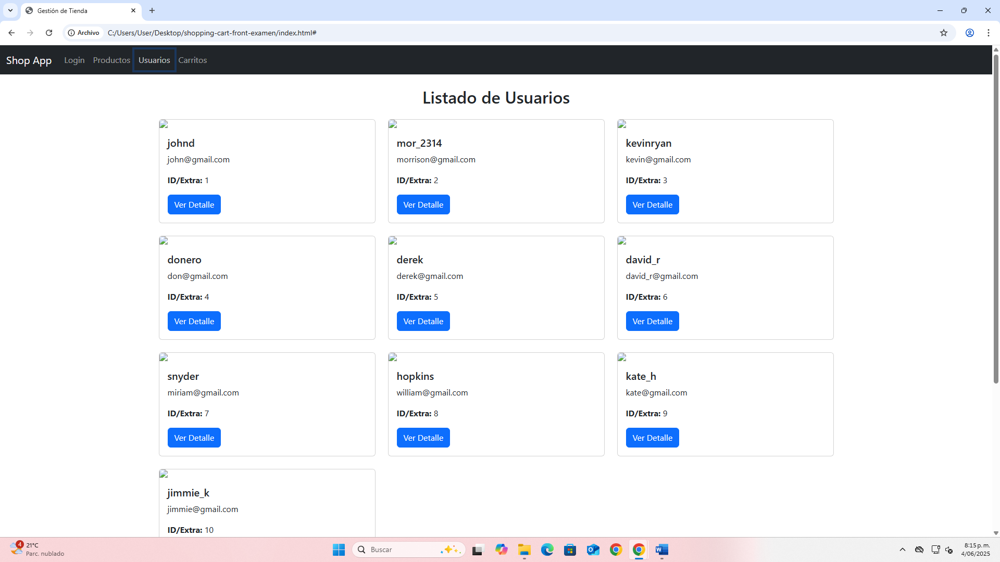 Gestión de Tienda
Archivo
C:/Users/User/Desktop/shopping-cart-front-examen/index.html#
Shop App Login Productos Usuarios Carritos
Listado de Usuarios
johnd
john@gmail.com
ID/Extra: 1
Ver Detalle
mor_2314
morrison@gmail.com
ID/Extra: 2
Ver Detalle
kevinryan
kevin@gmail.com
ID/Extra: 3
Ver Detalle
donero
don@gmail.com
ID/Extra: 4
Ver Detalle
derek
derek@gmail.com
ID/Extra: 5
Ver Detalle
david_r
david_r@gmail.com
ID/Extra: 6
Ver Detalle
snyder
miriam@gmail.com
ID/Extra: 7
Ver Detalle
hopkins
william@gmail.com
ID/Extra: 8
Ver Detalle
kate_h
kate@gmail.com
ID/Extra: 9
Ver Detalle
jimmie_k
jimmie@gmail.com
ID/Extra: 10
4
21°C
Parc. nublado
Buscar
8:15 p. m.
4/06/2025